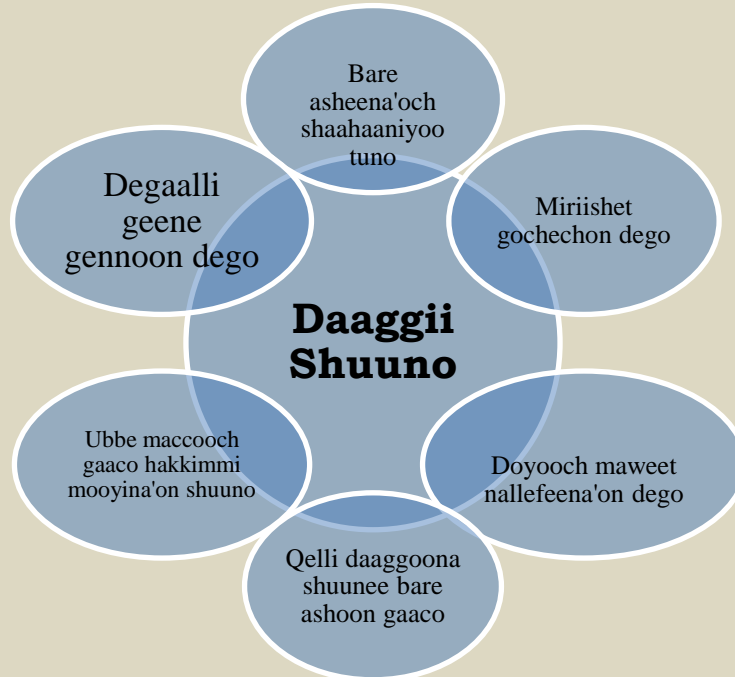 Bare
asheena'och
shaahaaniyoo
tuno
Degaalli
geene
gennoon dego
Miriishet
gochechon dego
Daaggii
Shuuno
Ubbe maccooch
gaaco hakkimmi
mooyina'on shuuno
Doyooch maweet
nallefeena'on dego
Qelli daaggoona
shuunee bare
ashoon gaaco